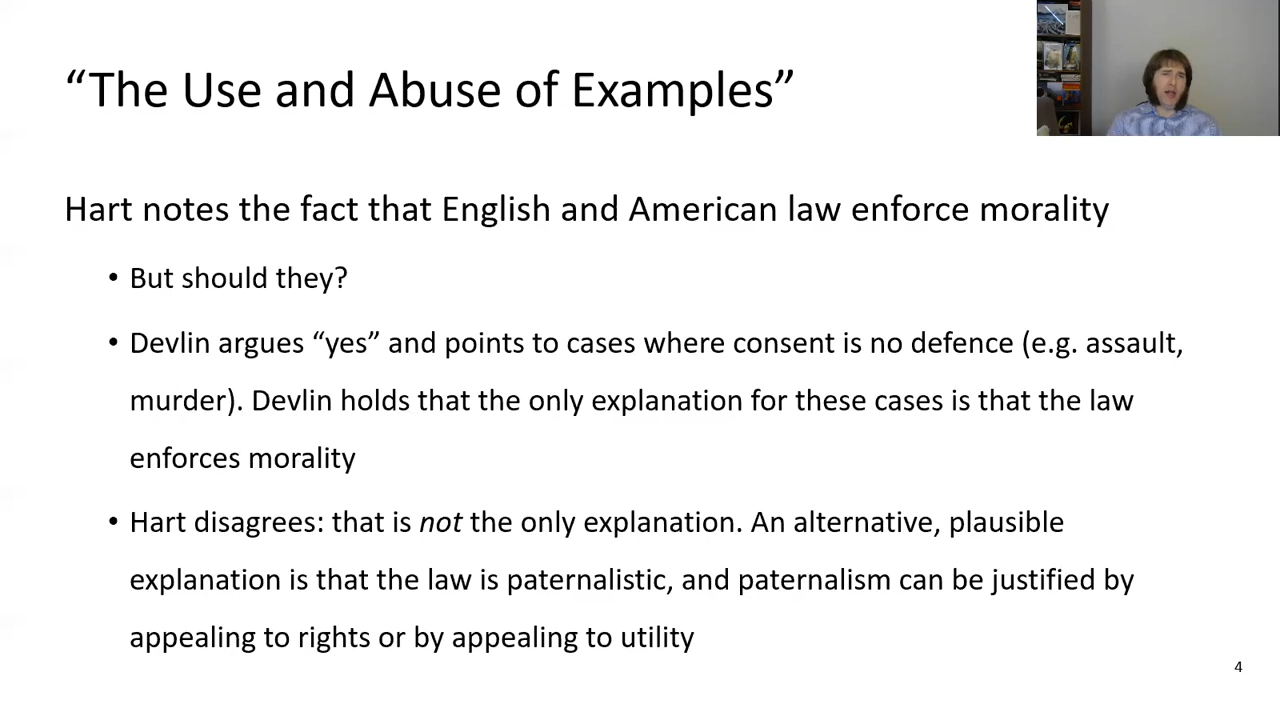 “The Use and Abuse of Examples”
Hart notes the fact that English and American law enforce morality
• But should they?
• Devlin argues “yes” and points to cases where consent is no defence (e.g. assault,
murder). Devlin holds that the only explanation for these cases is that the law
enforces morality
• Hart disagrees: that is not the only explanation. An alternative, plausible
explanation is that the law is paternalistic, and paternalism can be justified by
appealing to rights or by appealing to utility
4